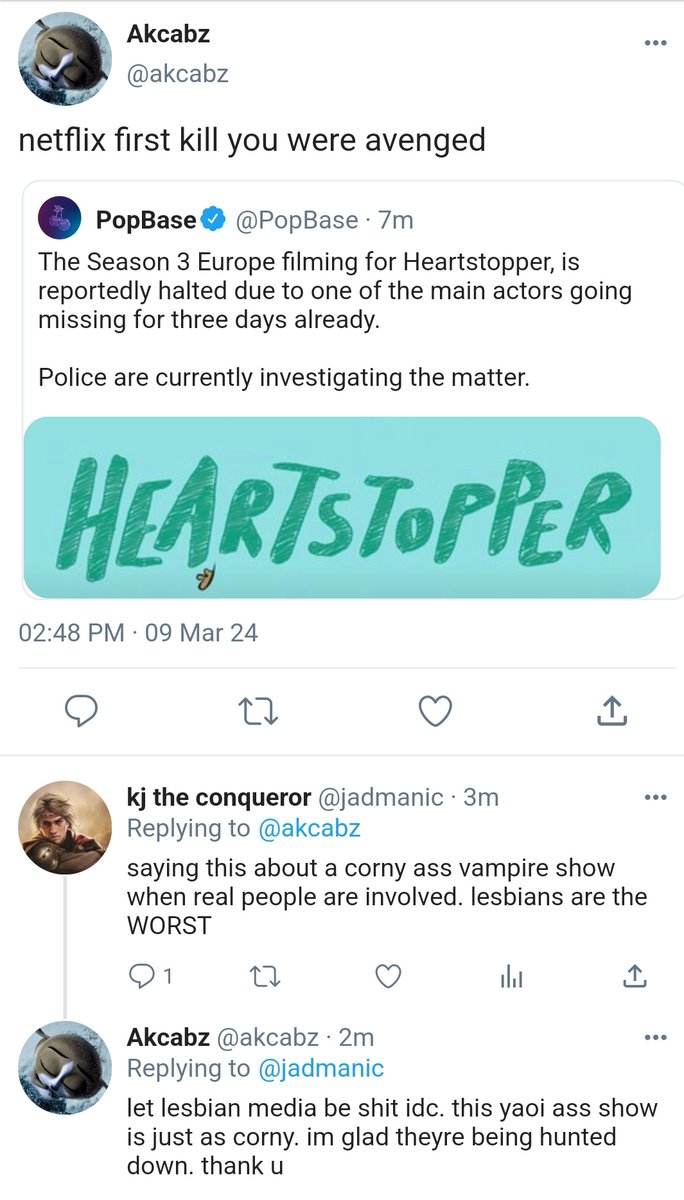 Akcabz
@akcabz
netflix first kill you were avenged
PopBase @PopBase · 7m
The Season 3 Europe filming for Heartstopper, is
reportedly halted due to one of the main actors going
missing for three days already.
Police are currently investigating the matter.
HEARTSTOPPER
02:48 PM · 09 Mar 24
kj the conqueror @jadmanic · 3m
Replying to @akcabz
saying this about a corny ass vampire show
when real people are involved. lesbians are the
WORST
1
Akcabz @akcabz · 2m
Replying to @jadmanic
let lesbian media be shit idc. this yaoi ass show
is just as corny. im glad theyre being hunted
down. thank u